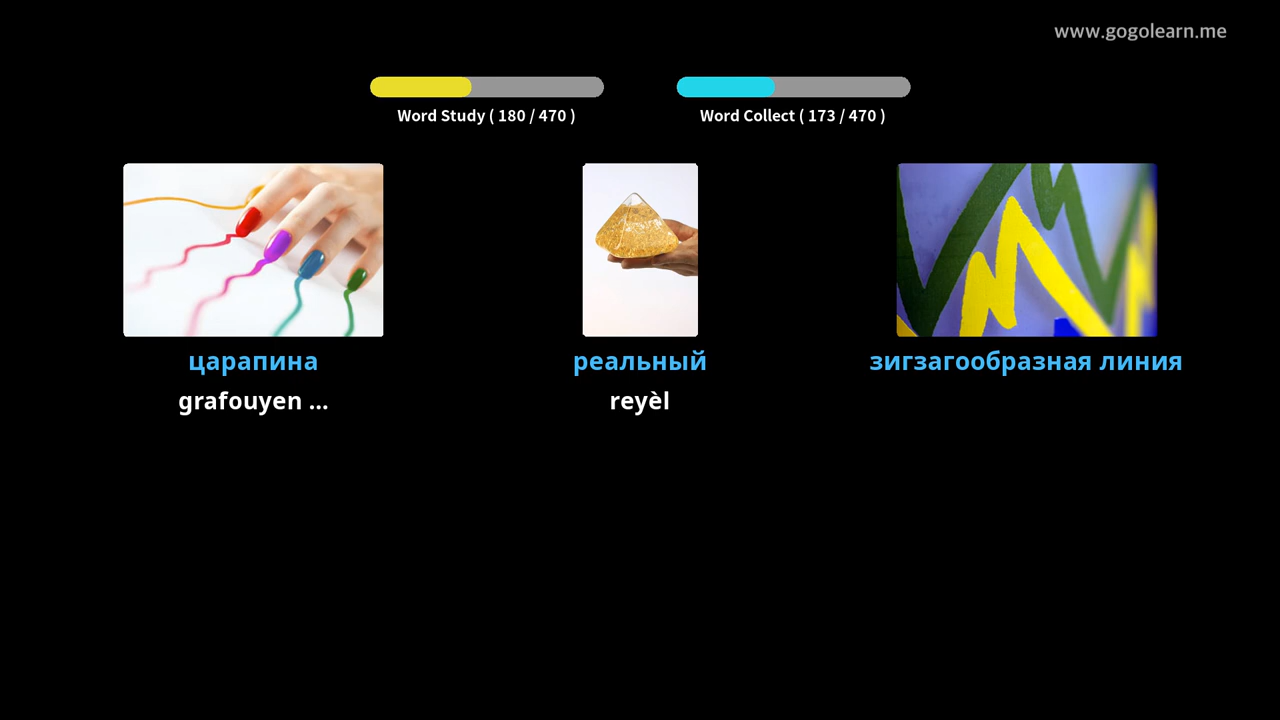 www.gogolearn.me
Word Study ( 180 / 470 )
Word Collect ( 173 / 470 )
царапина
реальный
зигзагообразная линия
grafouyen ...
reyèl